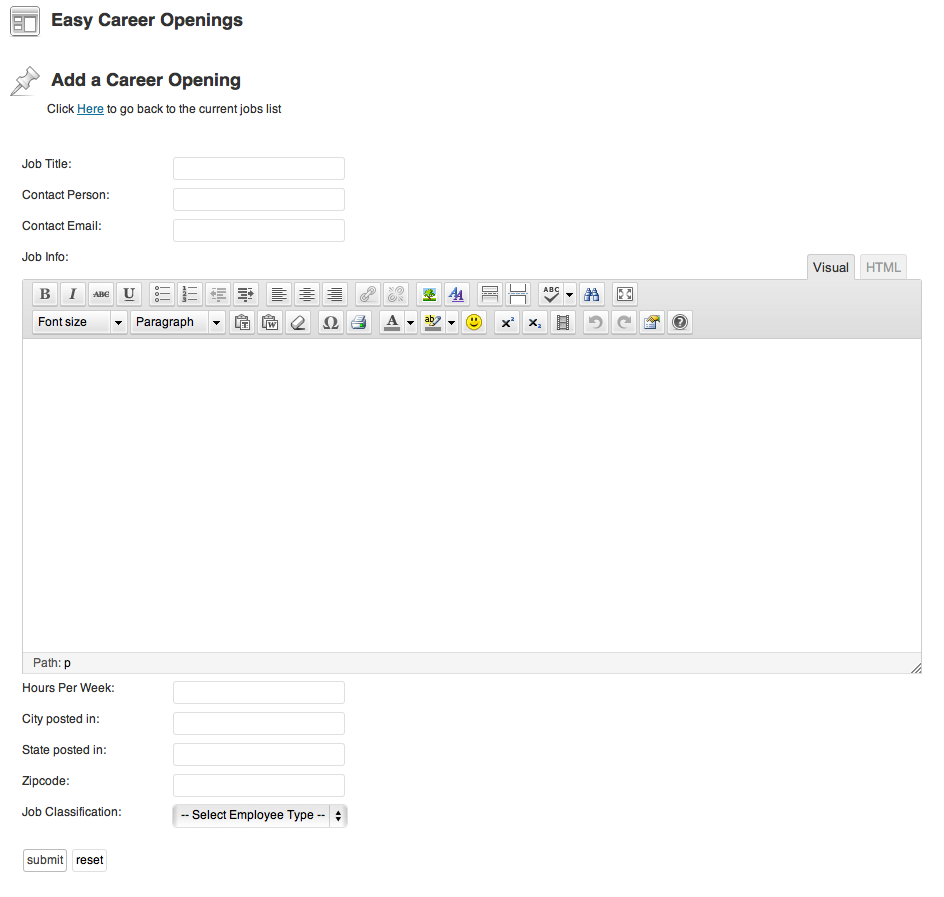 Easy Career Openings
Add a Career Opening
Click Here to go back to the current jobs list
Job Title:
Contact Person:
Contact Email:
Job Info:
Visual HTML
B I ABC U ABC
Font size Paragraph T W Ω A ab x² x₂ ?
Path: p
Hours Per Week:
City posted in:
State posted in:
Zipcode:
Job Classification: -- Select Employee Type --
submit reset